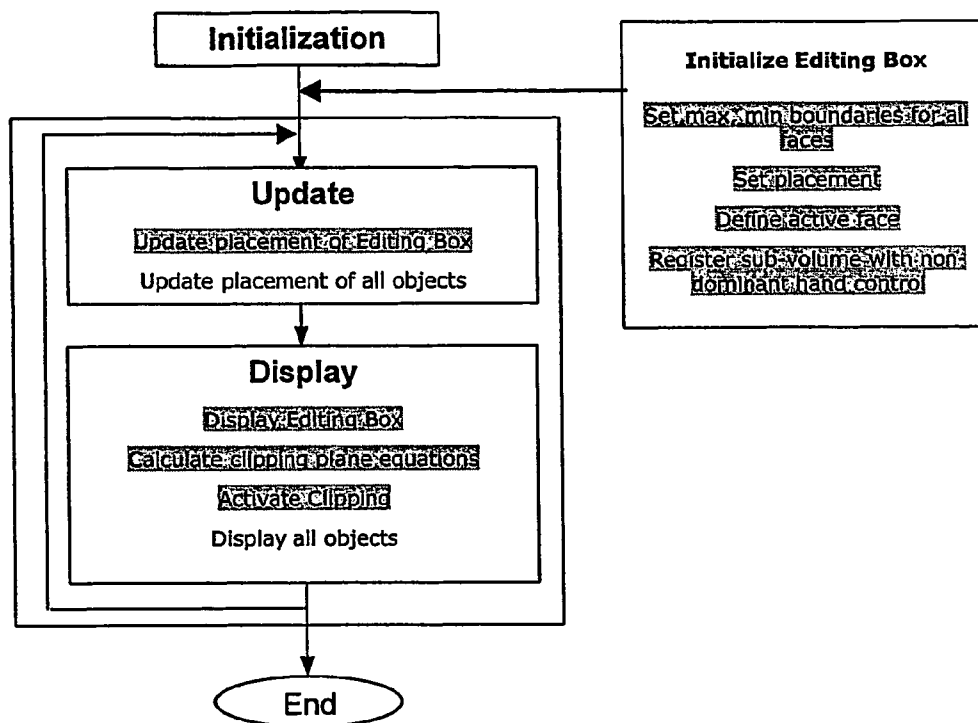 Initialization
Initialize Editing Box
Set max, min boundaries for all
faces
Set placement
Define active face
Register sub-volume with non-
dominant hand control
Update
Update placement of Editing Box
Update placement of all objects
Display
Display Editing Box
Calculate clipping plane equations
Activate Clipping
Display all objects
End